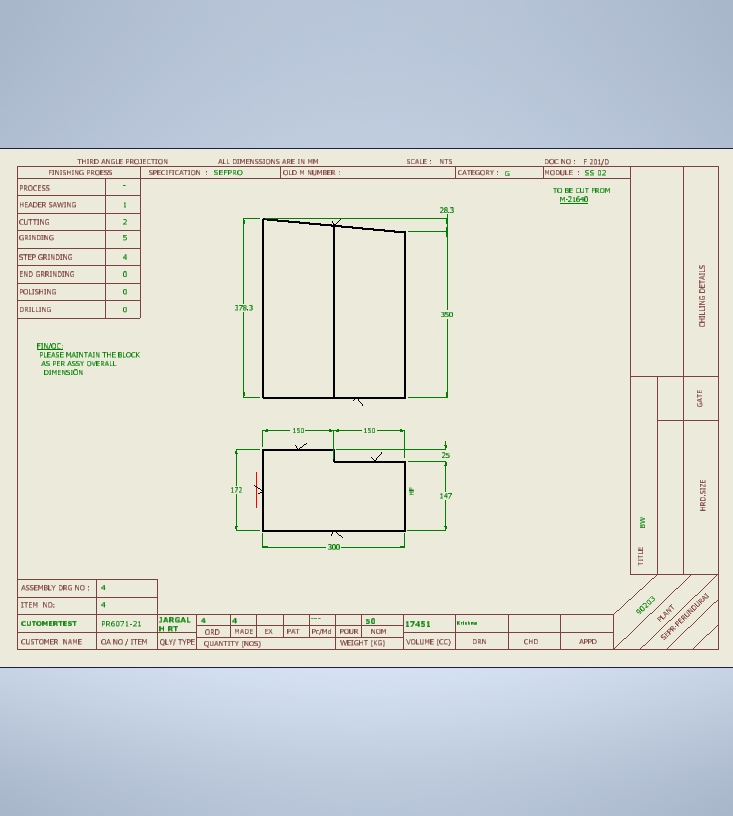 THIRD ANGLE PROJECTION ALL DIMENSSIONS ARE IN MM SCALE : NTS DOC NO : F 201/D
FINISHING PROESS SPECIFICATION : SEFPRO OLD M NUMBER : CATEGORY : G MODULE : SS 02
PROCESS -
HEADER SAWING 1
CUTTING 2
GRINDING 5
STEP GRINDING 4
END GRRINDING 0
POLISHING 0
DRILLING 0
TO BE CUT FROM
M-21640
28.3
378.3
350
FIN/QC:
PLEASE MAINTAIN THE BLOCK
AS PER ASSY OVERALL
DIMENSION
150 150
25
172
HF
147
300
CHILLING DETAILS
GATE
HRD.SIZE
TITLE BW
90203
PLANT
SEPR-PERUNDURAI
ASSEMBLY DRG NO : 4
ITEM NO: 4
CUTOMERTEST PR6071-21 JARGAL H RT 4 4 ---- 50 17451 Krishna
ORD MADE EX PAT Pc/Md POUR NOM
CUSTOMER NAME OA NO / ITEM QLY/ TYPE QUANTITY (NOS) WEIGHT (KG) VOLUME (CC) DRN CHD APPD